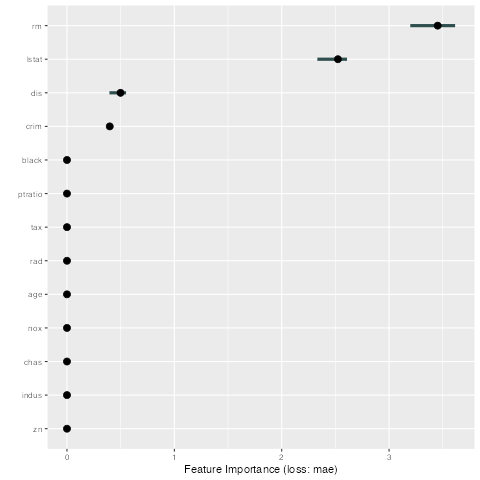 rm
lstat
dis
crim
black
ptratio
tax
rad
age
nox
chas
indus
zn
0 1 2 3
Feature Importance (loss: mae)